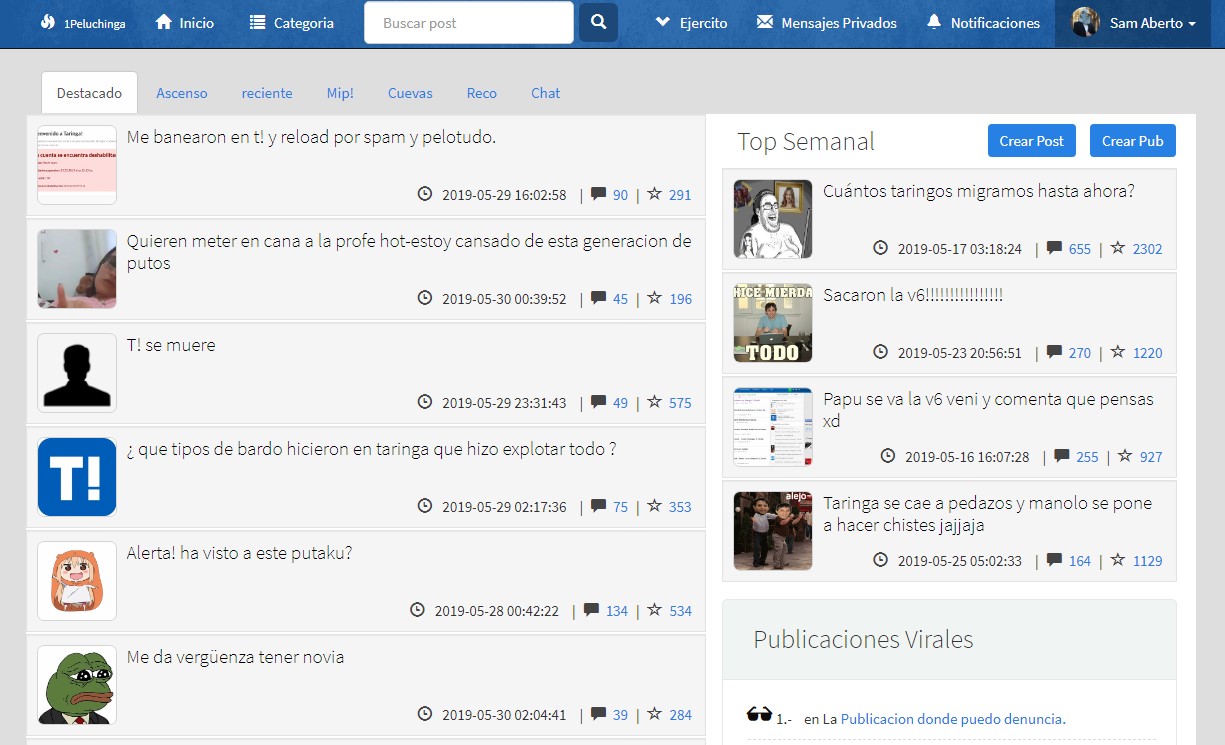 1Peluchinga
Inicio
Categoria
Buscar post
Ejercito
Mensajes Privados
Notificaciones
Sam Aberto
Destacado
Ascenso
reciente
Mip!
Cuevas
Reco
Chat
Me banearon en t! y reload por spam y pelotudo.
2019-05-29 16:02:58 | 90 | 291
Quieren meter en cana a la profe hot-estoy cansado de esta generacion de
putos
2019-05-30 00:39:52 | 45 | 196
T! se muere
2019-05-29 23:31:43 | 49 | 575
T!
¿ que tipos de bardo hicieron en taringa que hizo explotar todo ?
2019-05-29 02:17:36 | 75 | 353
Alerta! ha visto a este putaku?
2019-05-28 00:42:22 | 134 | 534
Me da vergüenza tener novia
2019-05-30 02:04:41 | 39 | 284
Top Semanal
Crear Post
Crear Pub
Cuántos taringos migramos hasta ahora?
2019-05-17 03:18:24 | 655 | 2302
HICE MIERDA
TODO
Sacaron la v6!!!!!!!!!!!!!!!!
2019-05-23 20:56:51 | 270 | 1220
Papu se va la v6 veni y comenta que pensas
xd
2019-05-16 16:07:28 | 255 | 927
alejo-
Taringa se cae a pedazos y manolo se pone
a hacer chistes jajjaja
2019-05-25 05:02:33 | 164 | 1129
Publicaciones Virales
1.- en La Publicacion donde puedo denuncia.